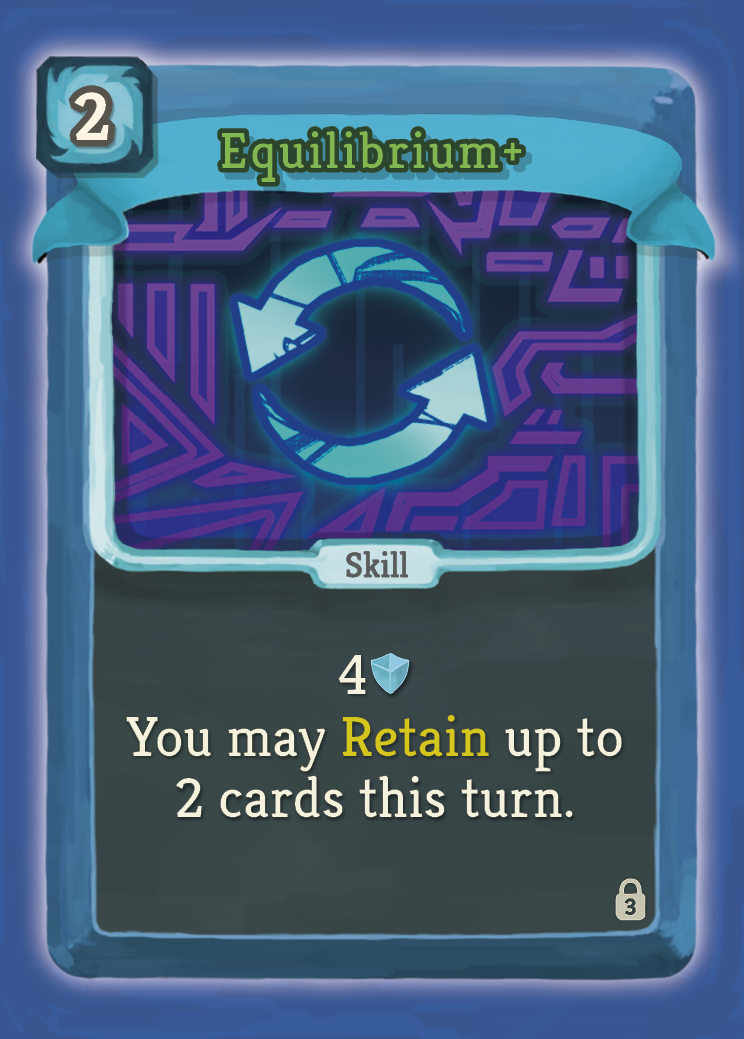 2
Equilibrium+
Skill
4
You may Retain up to
2 cards this turn.
3